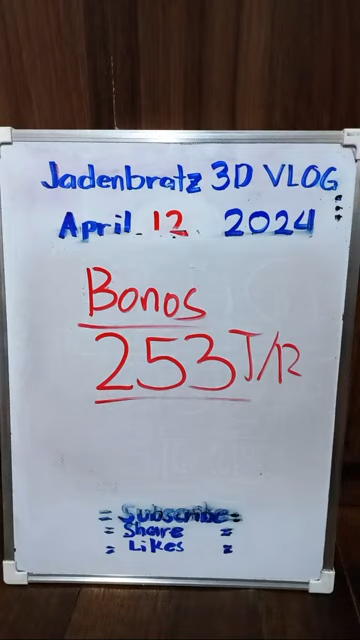 Jadenbratz 3D VLOG
April 12 2024
Bonos
253 T/R
= Subscribe =
= Share =
= Likes =